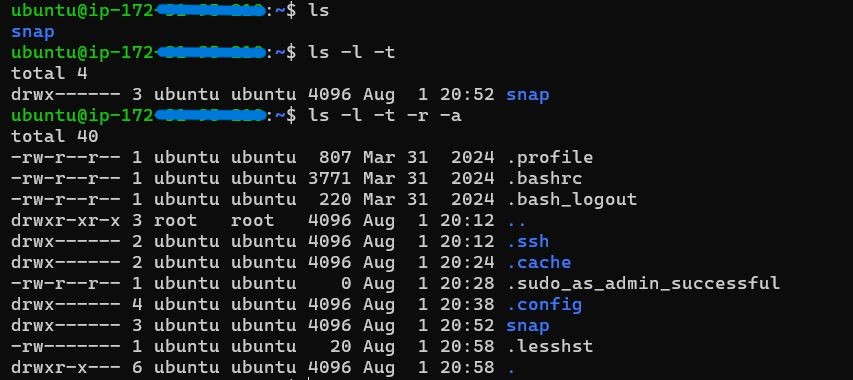 ubuntu@ip-172 :~$ ls
snap
ubuntu@ip-172 :~$ ls -l -t
total 4
drwx------ 3 ubuntu ubuntu 4096 Aug  1 20:52 snap
ubuntu@ip-172 :~$ ls -l -t -r -a
total 40
-rw-r--r-- 1 ubuntu ubuntu  807 Mar 31  2024 .profile
-rw-r--r-- 1 ubuntu ubuntu 3771 Mar 31  2024 .bashrc
-rw-r--r-- 1 ubuntu ubuntu  220 Mar 31  2024 .bash_logout
drwxr-xr-x 3 root   root   4096 Aug  1 20:12 ..
drwx------ 2 ubuntu ubuntu 4096 Aug  1 20:12 .ssh
drwx------ 2 ubuntu ubuntu 4096 Aug  1 20:24 .cache
-rw-r--r-- 1 ubuntu ubuntu    0 Aug  1 20:28 .sudo_as_admin_successful
drwx------ 4 ubuntu ubuntu 4096 Aug  1 20:38 .config
drwx------ 3 ubuntu ubuntu 4096 Aug  1 20:52 snap
-rw------- 1 ubuntu ubuntu   20 Aug  1 20:58 .lesshst
drwxr-x--- 6 ubuntu ubuntu 4096 Aug  1 20:58 .